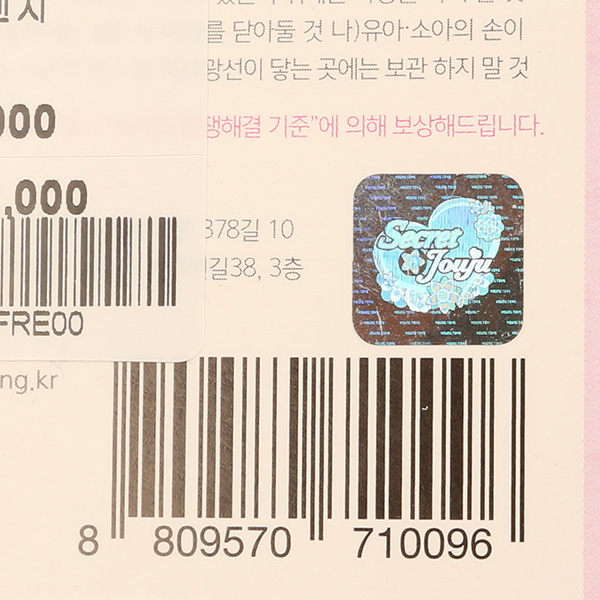 를 닫아둘 것 나)유아·소아의 손이
광선이 닿는 곳에는 보관 하지 말 것
쟁해결 기준"에 의해 보상해드립니다.
000
,000
FRE00
378길 10
길38, 3층
Secret
Jouju
YOUNG TOYS
ng.kr
8 809570 710096